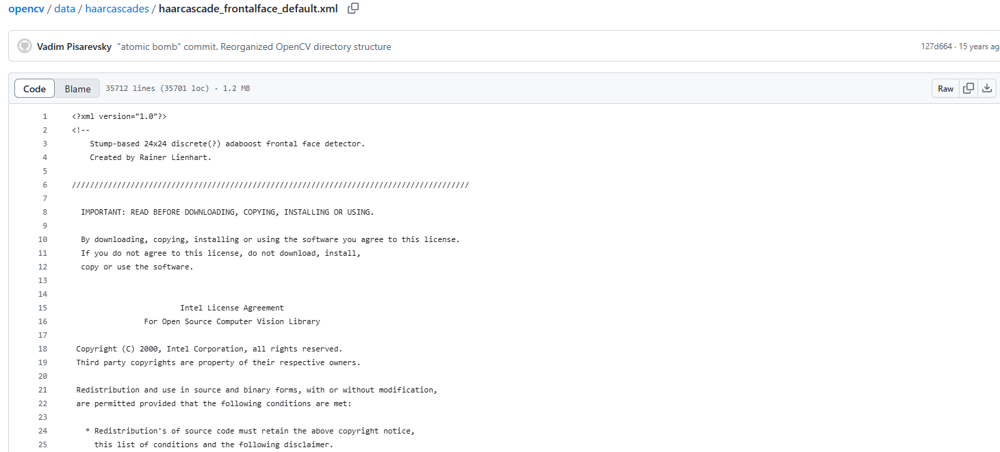 opencv / data / haarcascades / haarcascade_frontalface_default.xml
Vadim Pisarevsky "atomic bomb" commit. Reorganized OpenCV directory structure 127d664 · 15 years ag
Code Blame 35712 lines (35701 loc) · 1.2 MB Raw
1 <?xml version="1.0"?>
2 <!--
3 Stump-based 24x24 discrete(?) adaboost frontal face detector.
4 Created by Rainer Lienhart.
5
6 ////////////////////////////////////////////////////////////////////////////////////////
7
8 IMPORTANT: READ BEFORE DOWNLOADING, COPYING, INSTALLING OR USING.
9
10 By downloading, copying, installing or using the software you agree to this license.
11 If you do not agree to this license, do not download, install,
12 copy or use the software.
13
14
15 Intel License Agreement
16 For Open Source Computer Vision Library
17
18 Copyright (C) 2000, Intel Corporation, all rights reserved.
19 Third party copyrights are property of their respective owners.
20
21 Redistribution and use in source and binary forms, with or without modification,
22 are permitted provided that the following conditions are met:
23
24 * Redistribution's of source code must retain the above copyright notice,
25 this list of conditions and the following disclaimer.